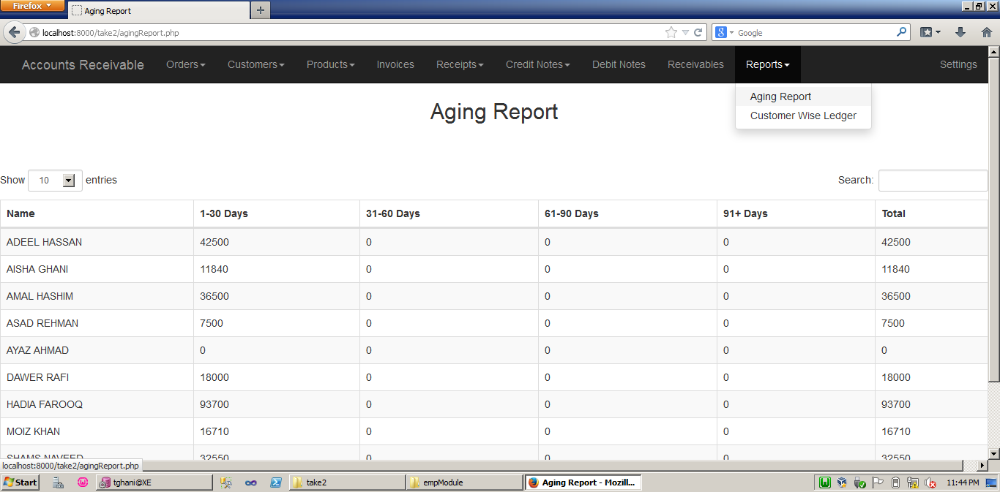 Firefox
Aging Report
localhost:8000/take2/agingReport.php
8 Google
Accounts Receivable Orders Customers Products Invoices Receipts Credit Notes Debit Notes Receivables Reports Settings
Aging Report
Customer Wise Ledger
Aging Report
Show 10 entries Search:
Name 1-30 Days 31-60 Days 61-90 Days 91+ Days Total
ADEEL HASSAN 42500 0 0 0 42500
AISHA GHANI 11840 0 0 0 11840
AMAL HASHIM 36500 0 0 0 36500
ASAD REHMAN 7500 0 0 0 7500
AYAZ AHMAD 0 0 0 0 0
DAWER RAFI 18000 0 0 0 18000
HADIA FAROOQ 93700 0 0 0 93700
MOIZ KHAN 16710 0 0 0 16710
SHAMS NAVEED 32550 0 0 0 32550
localhost:8000/take2/agingReport.php
Start tghani@XE take2 empModule Aging Report - Mozill... 11:44 PM